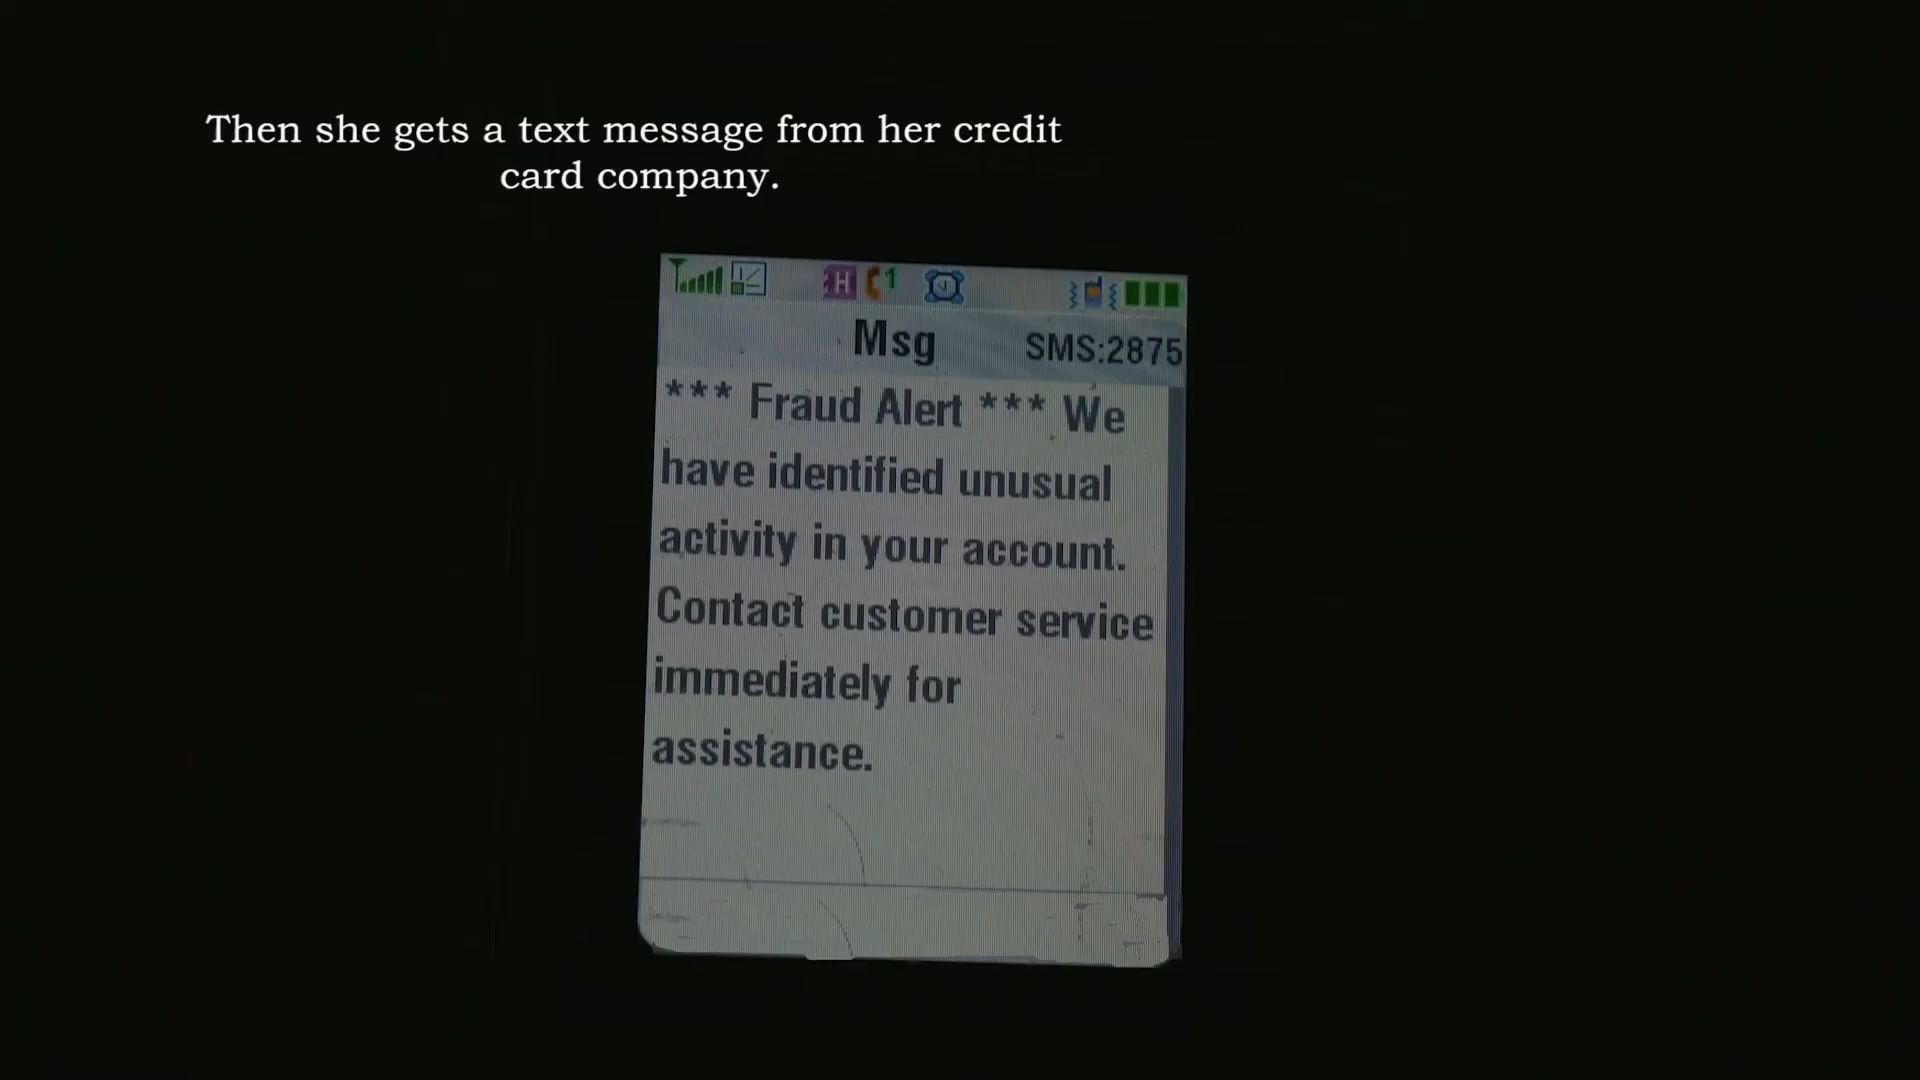 Then she gets a text message from her credit
card company.
H 1
Msg SMS:2875
*** Fraud Alert *** We
have identified unusual
activity in your account.
Contact customer service
immediately for
assistance.